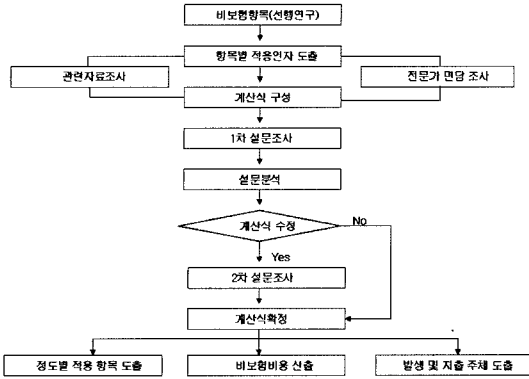 비보험항목(선행연구)
항목별 적용인자 도출
관련자료조사
전문가 면담 조사
계산식 구성
1차 설문조사
설문분석
계산식 수정
No
Yes
2차 설문조사
계산식확정
정도별 적용 항목 도출
비보험비용 산출
발생 및 지출 주체 도출